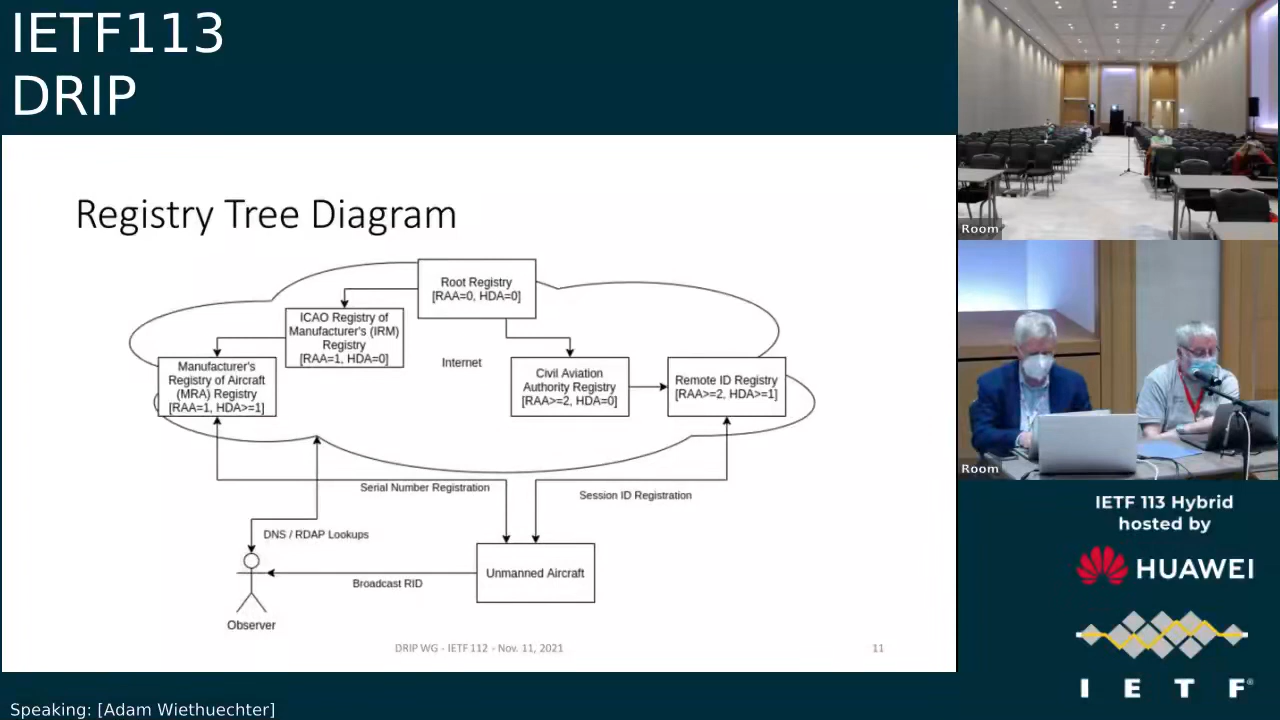 IETF113
DRIP
Registry Tree Diagram
Root Registry
[RAA=0, HDA=0]
ICAO Registry of
Manufacturer's (IRM)
Registry
[RAA=1, HDA=0]
Manufacturer's
Registry of Aircraft
(MRA) Registry
[RAA=1, HDA>=1]
Internet
Civil Aviation
Authority Registry
[RAA>=2, HDA=0]
Remote ID Registry
[RAA>=2, HDA>=1]
Serial Number Registration
Session ID Registration
DNS / RDAP Lookups
Unmanned Aircraft
Broadcast RID
Observer
DRIP WG - IETF 112 - Nov. 11, 2021
11
Speaking: [Adam Wiethuechter]
Room
Room
IETF 113 Hybrid
hosted by
HUAWEI
I E T F®